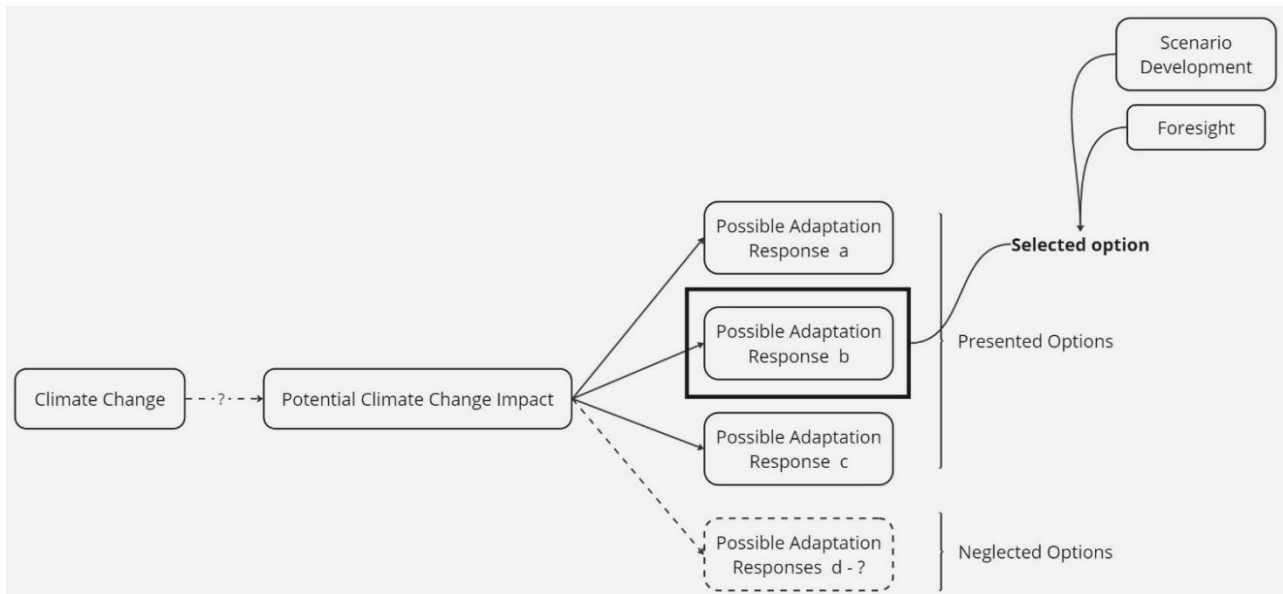 Scenario
Development
Foresight
Possible Adaptation
Response a
Selected option
Possible Adaptation
Response b
Presented Options
Climate Change
?
Potential Climate Change Impact
Possible Adaptation
Response c
Possible Adaptation
Responses d - ?
Neglected Options